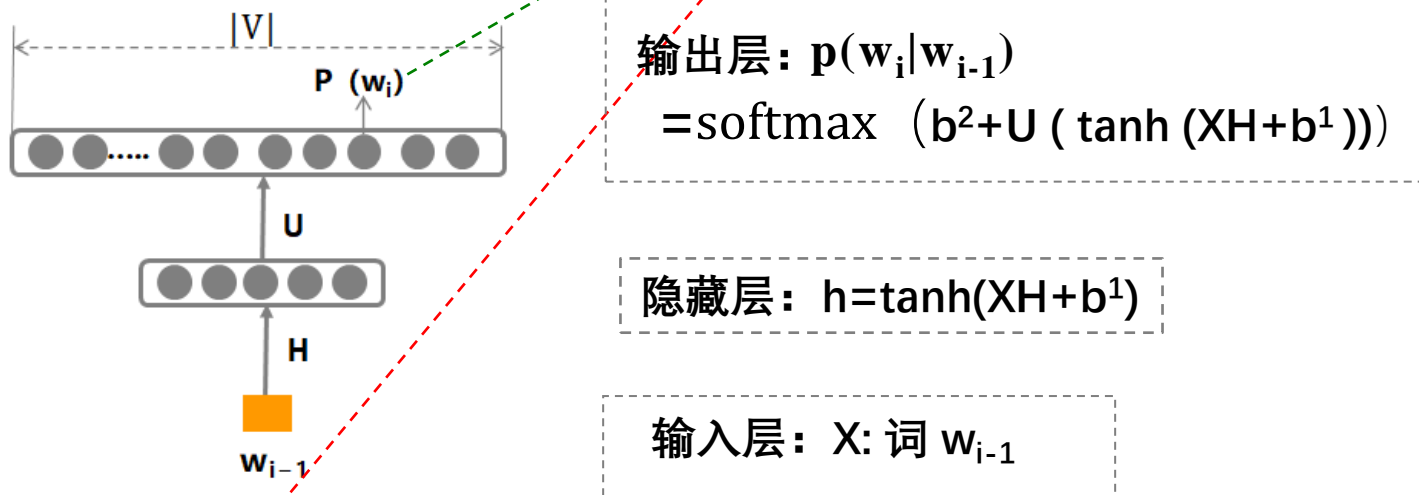 |V|
P (wᵢ)
.....
U
H
wᵢ₋₁
输出层：p(wᵢ|wᵢ₋₁)
=softmax（b²+U ( tanh (XH+b¹ ))）
隐藏层：h=tanh(XH+b¹)
输入层：X: 词 wᵢ₋₁